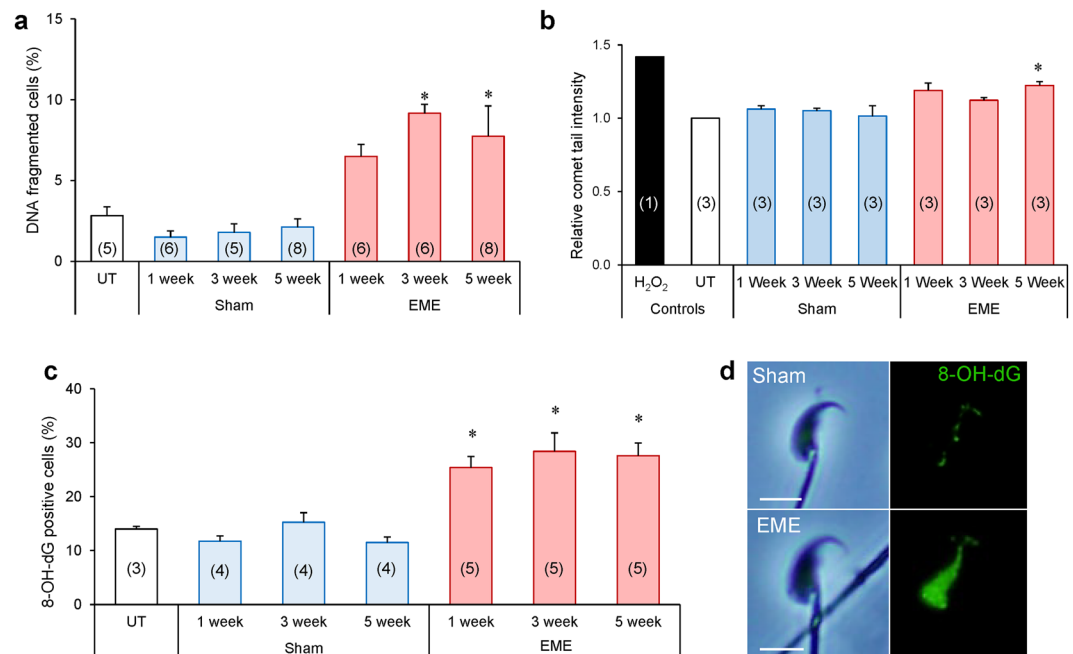 a
DNA fragmented cells (%)
15
10
5
0
* *
(5) (6) (5) (8) (6) (6) (8)
UT 1 week 3 week 5 week 1 week 3 week 5 week
Sham EME
b
Relative comet tail intensity
1.5
1.0
0.5
0.0
*
(1) (3) (3) (3) (3) (3) (3) (3)
H₂O₂ UT 1 Week 3 Week 5 Week 1 Week 3 Week 5 Week
Controls Sham EME
c
8-OH-dG positive cells (%)
40
30
20
10
0
* * *
(3) (4) (4) (4) (5) (5) (5)
UT 1 week 3 week 5 week 1 week 3 week 5 week
Sham EME
d
Sham 8-OH-dG
EME